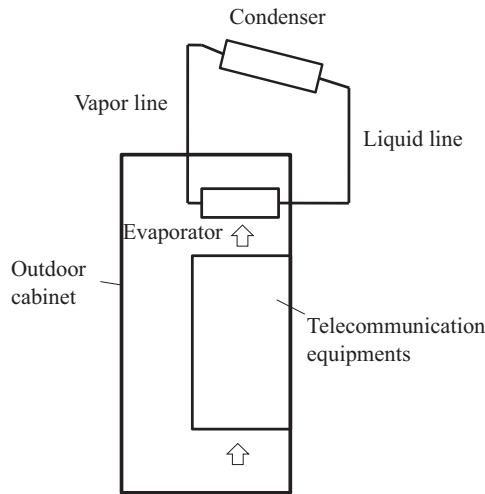 Condenser
Vapor line
Liquid line
Evaporator
Outdoor
cabinet
Telecommunication
equipments